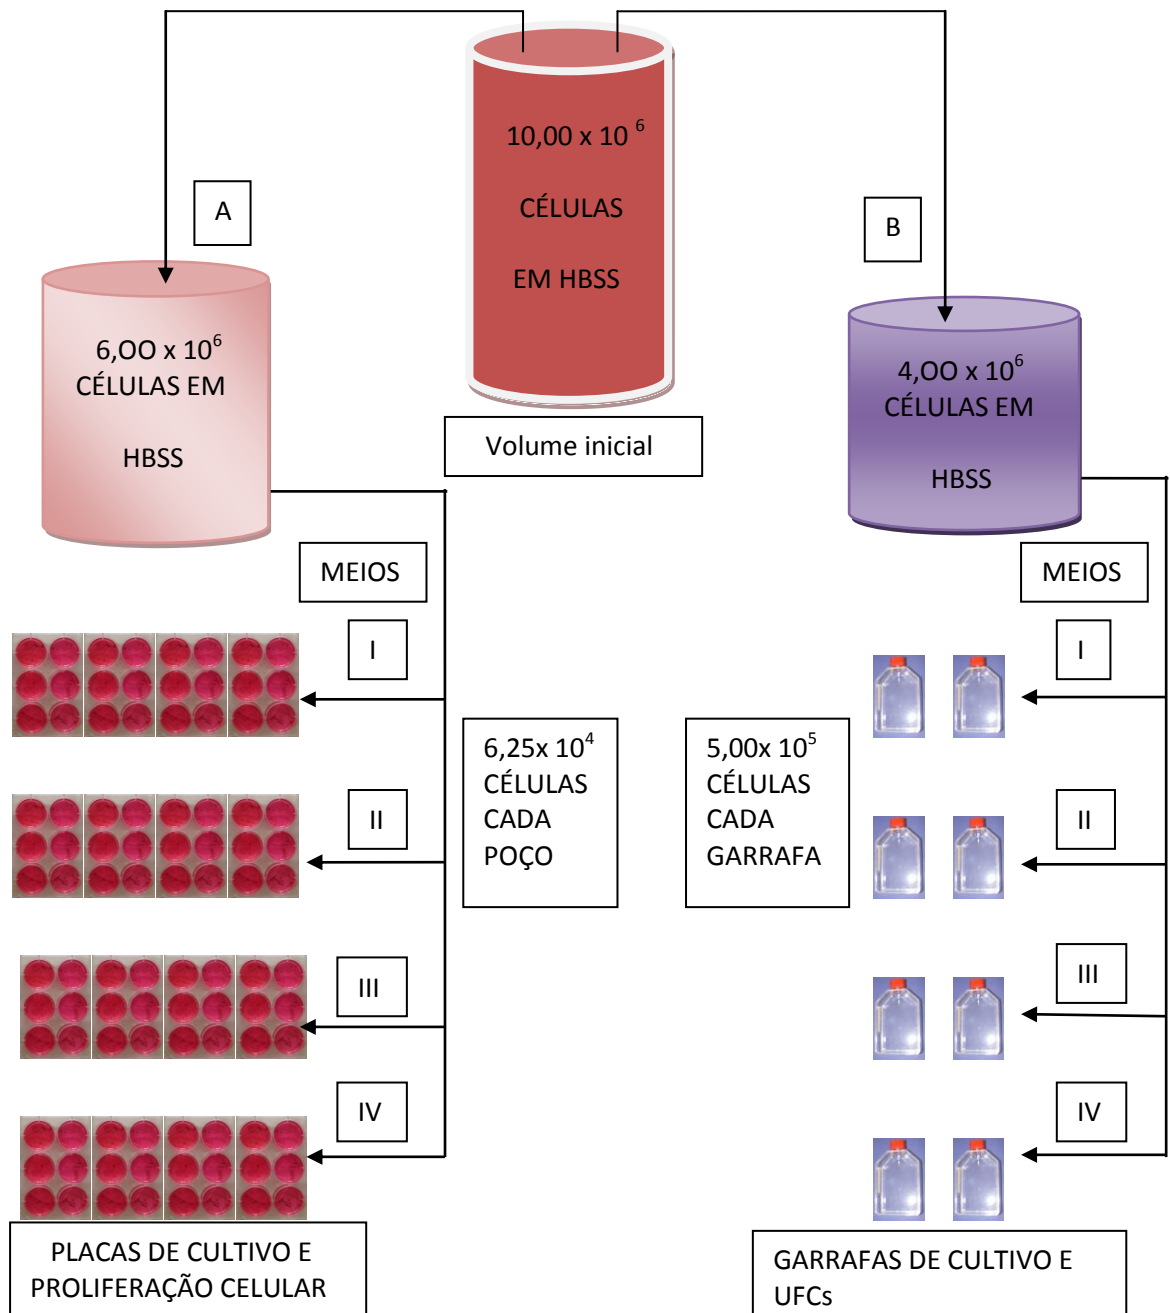 10,00 x 10 6
CÉLULAS
EM HBSS
Volume inicial
A
6,OO x 106
CÉLULAS EM
HBSS
B
4,OO x 106
CÉLULAS EM
HBSS
MEIOS
I
II
III
IV
6,25x 104
CÉLULAS
CADA
POÇO
PLACAS DE CULTIVO E
PROLIFERAÇÃO CELULAR
MEIOS
I
II
III
IV
5,00x 105
CÉLULAS
CADA
GARRAFA
GARRAFAS DE CULTIVO E
UFCs